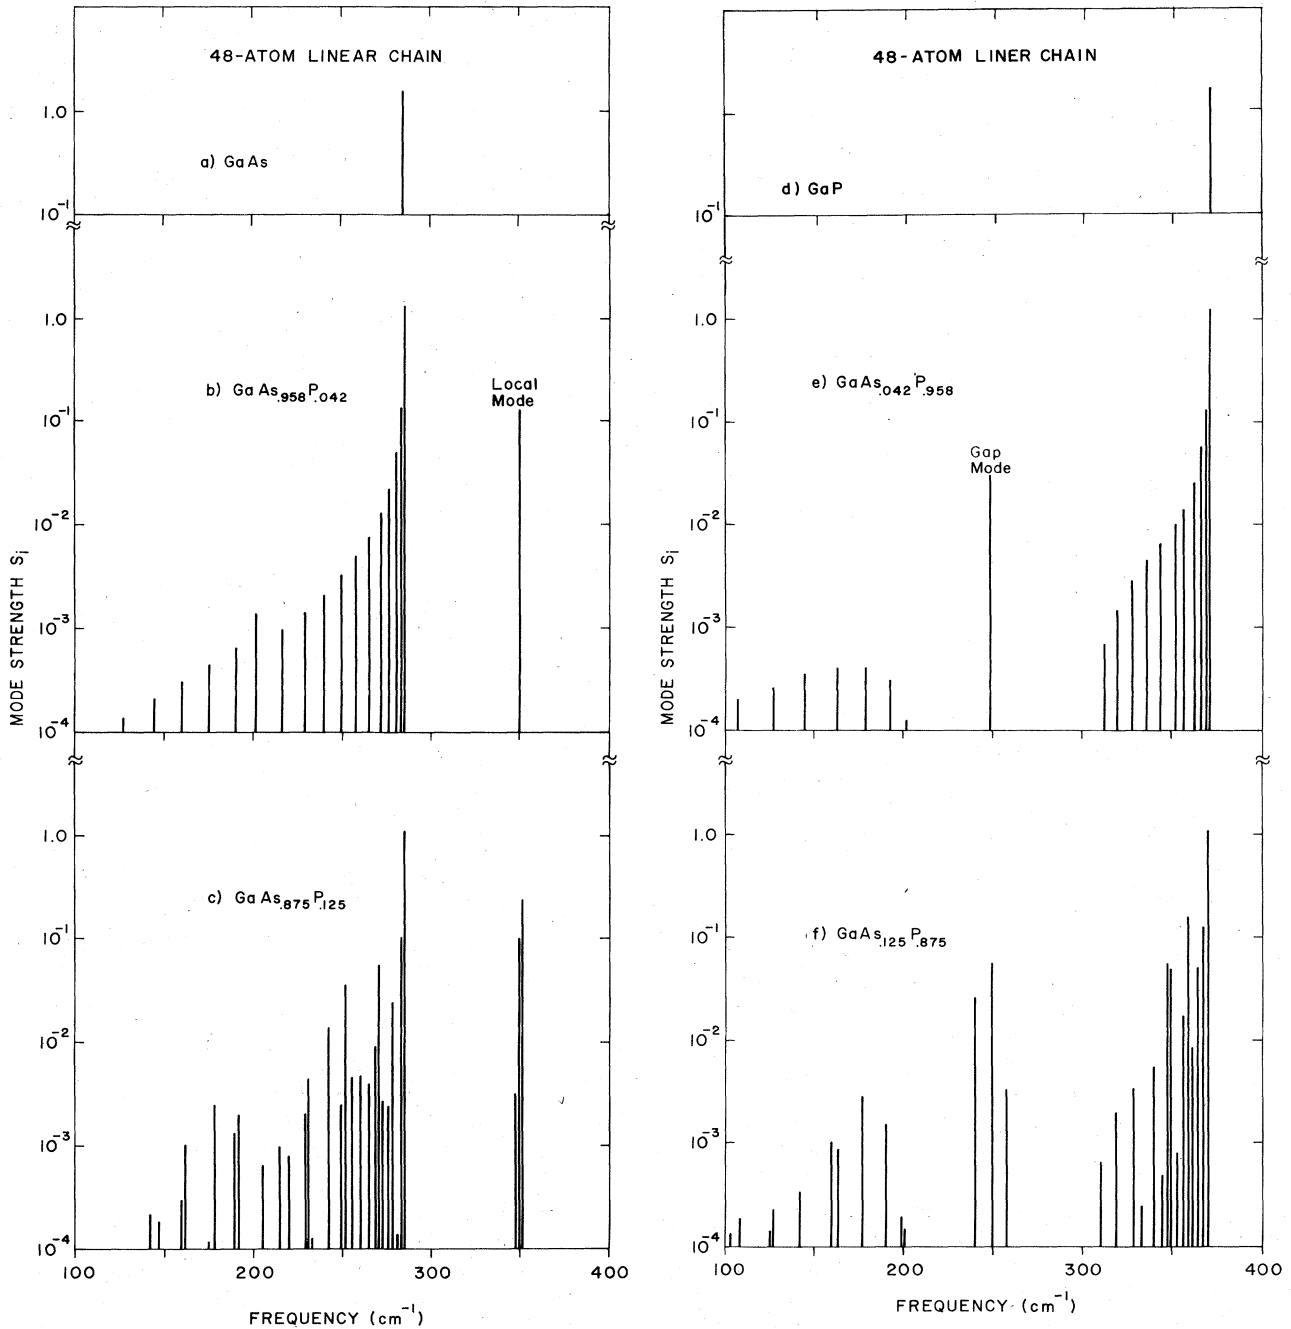 48-ATOM LINEAR CHAIN
1.0
a) GaAs
10-1
1.0
b) GaAs.958P.042
Local
Mode
10-1
10-2
MODE STRENGTH Si
10-3
10-4
1.0
c) GaAs.875P.125
10-1
10-2
10-3
10-4
100 200 300 400
FREQUENCY (cm-1)
48-ATOM LINER CHAIN
d) GaP
10-1
1.0
e) GaAs.042P.958
10-1
Gap
Mode
10-2
MODE STRENGTH Si
10-3
10-4
1.0
f) GaAs.125P.875
10-1
10-2
10-3
10-4
100 200 300 400
FREQUENCY (cm-1)